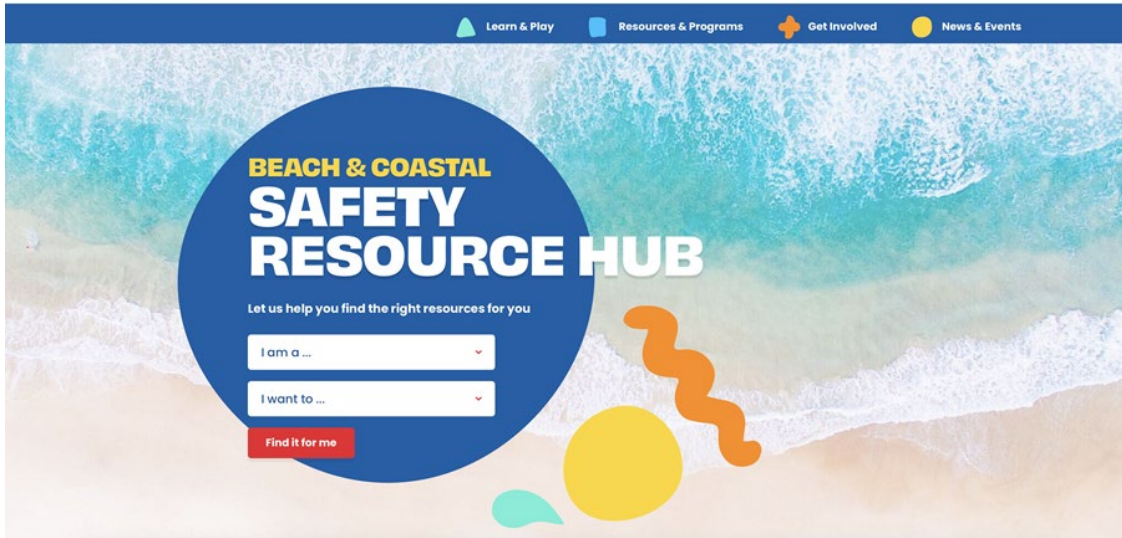 Learn & Play
Resources & Programs
Get Involved
News & Events
BEACH & COASTAL
SAFETY
RESOURCE HUB
Let us help you find the right resources for you
I am a ...
I want to ...
Find it for me